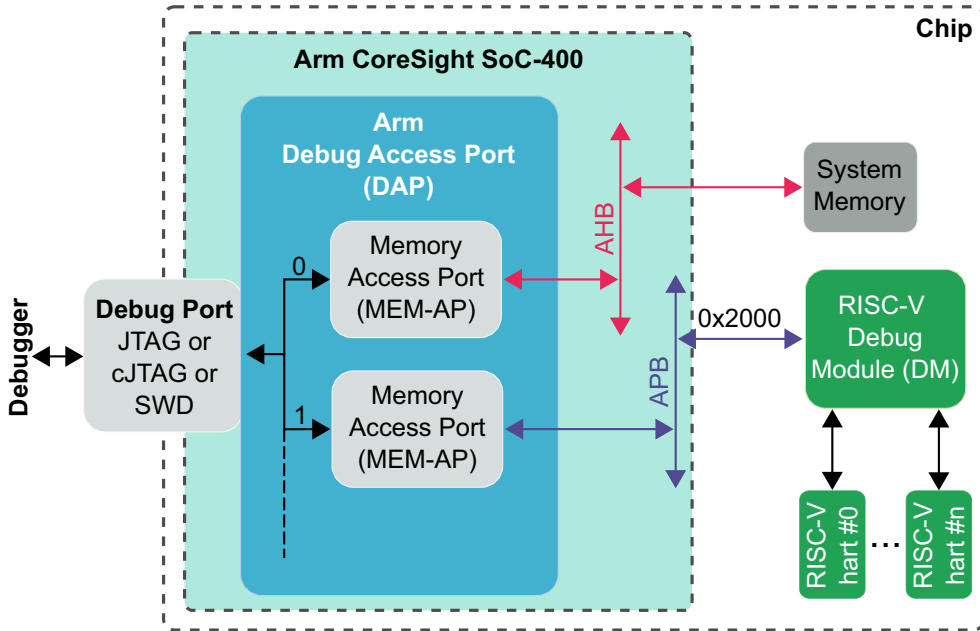 Chip
Arm CoreSight SoC-400
Arm
Debug Access Port
(DAP)
System
Memory
AHB
0
Memory
Access Port
(MEM-AP)
Debugger
Debug Port
JTAG or
cJTAG or
SWD
0x2000
RISC-V
Debug
Module (DM)
APB
1
Memory
Access Port
(MEM-AP)
RISC-V
hart #0
...
RISC-V
hart #n